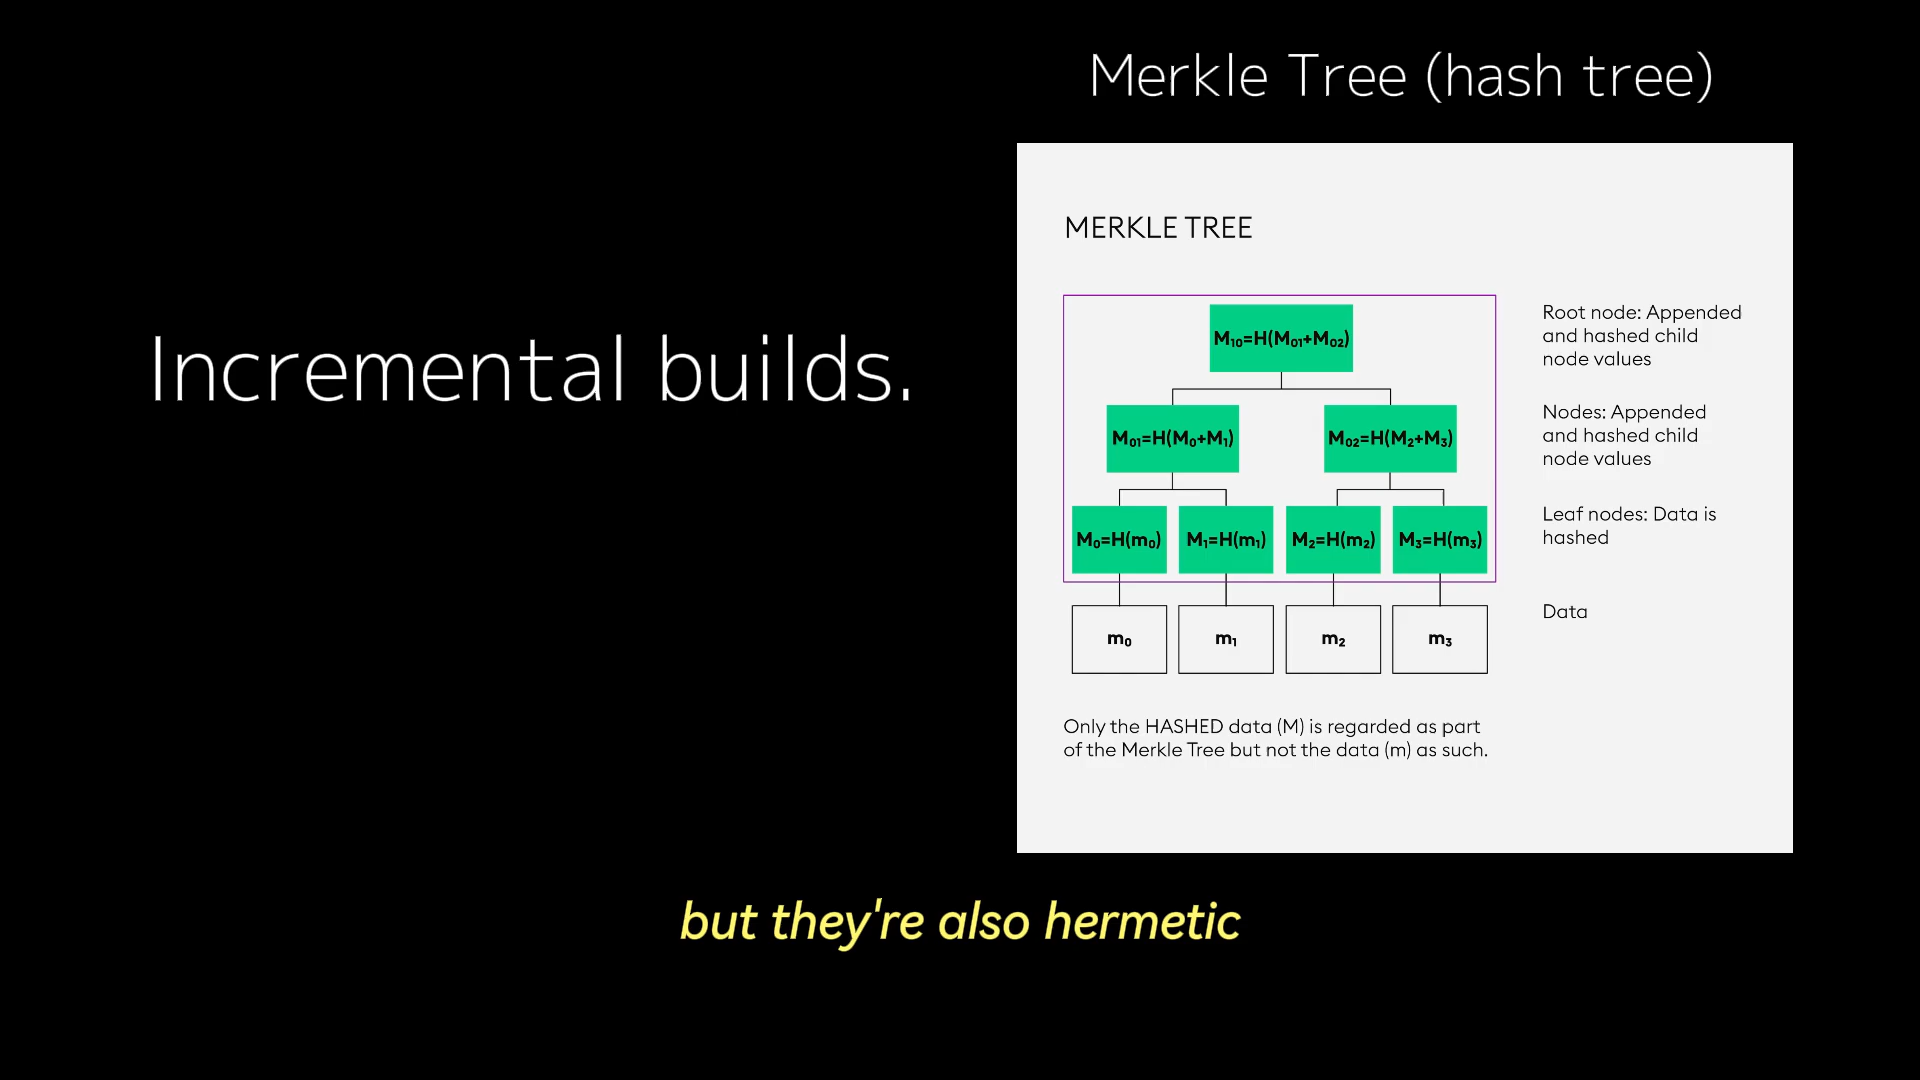 Merkle Tree (hash tree)
Incremental builds.
MERKLE TREE
M₁₀=H(M₀₁+M₀₂)
Root node: Appended
and hashed child
node values
M₀₁=H(M₀+M₁)
M₀₂=H(M₂+M₃)
Nodes: Appended
and hashed child
node values
M₀=H(m₀)
M₁=H(m₁)
M₂=H(m₂)
M₃=H(m₃)
Leaf nodes: Data is
hashed
m₀
m₁
m₂
m₃
Data
Only the HASHED data (M) is regarded as part
of the Merkle Tree but not the data (m) as such.
but they're also hermetic